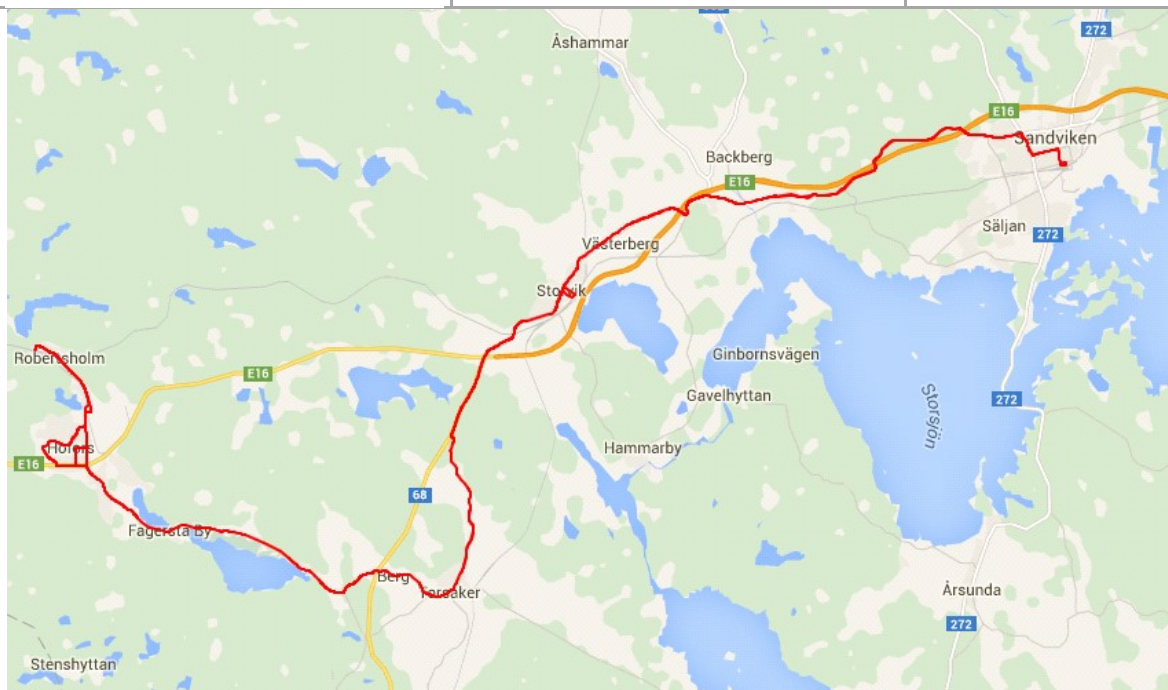 272
Åshammar
E16
Sandviken
Backberg
E16
Säljan
272
Västerberg
Storvik
Robertsholm
Ginbornsvägen
E16
Gavelhyttan
272
Storsjön
Hofors
Hammarby
E16
68
Fagersta By
Berg
Färsåker
Årsunda
272
Stenshyttan